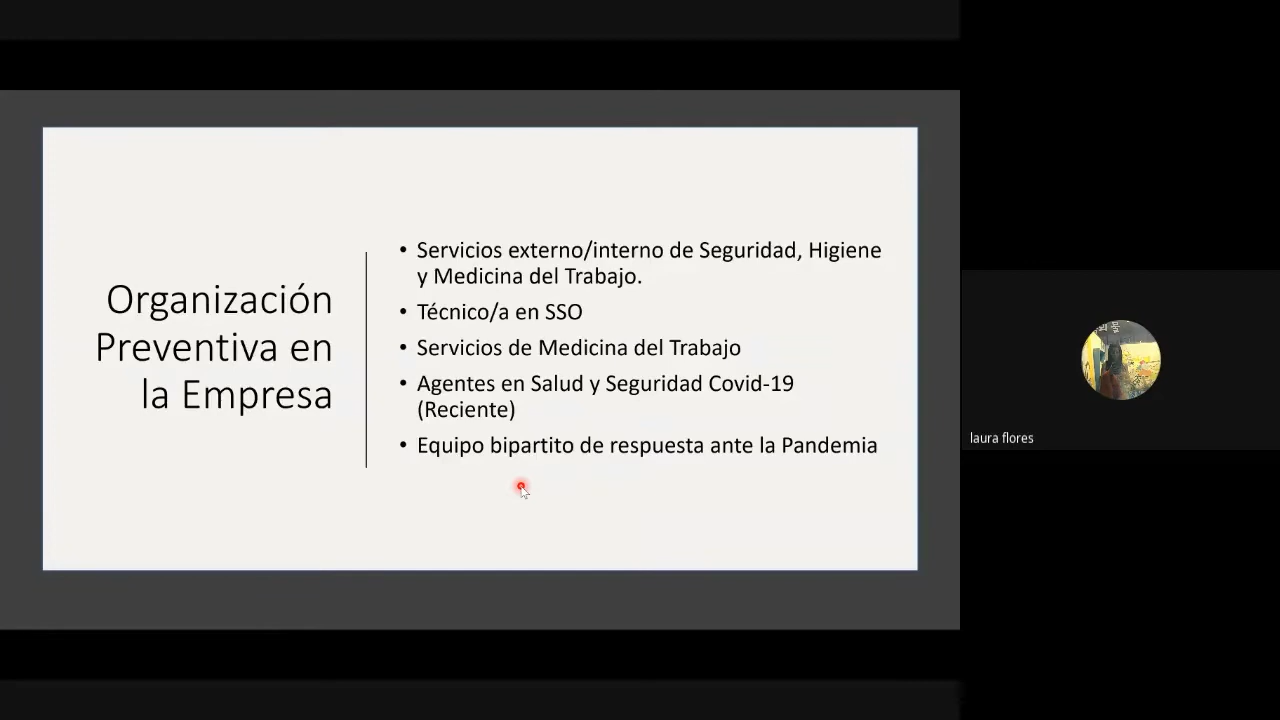 Organización
Preventiva en
la Empresa
• Servicios externo/interno de Seguridad, Higiene
y Medicina del Trabajo.
• Técnico/a en SSO
• Servicios de Medicina del Trabajo
• Agentes en Salud y Seguridad Covid-19
(Reciente)
• Equipo bipartito de respuesta ante la Pandemia
laura flores